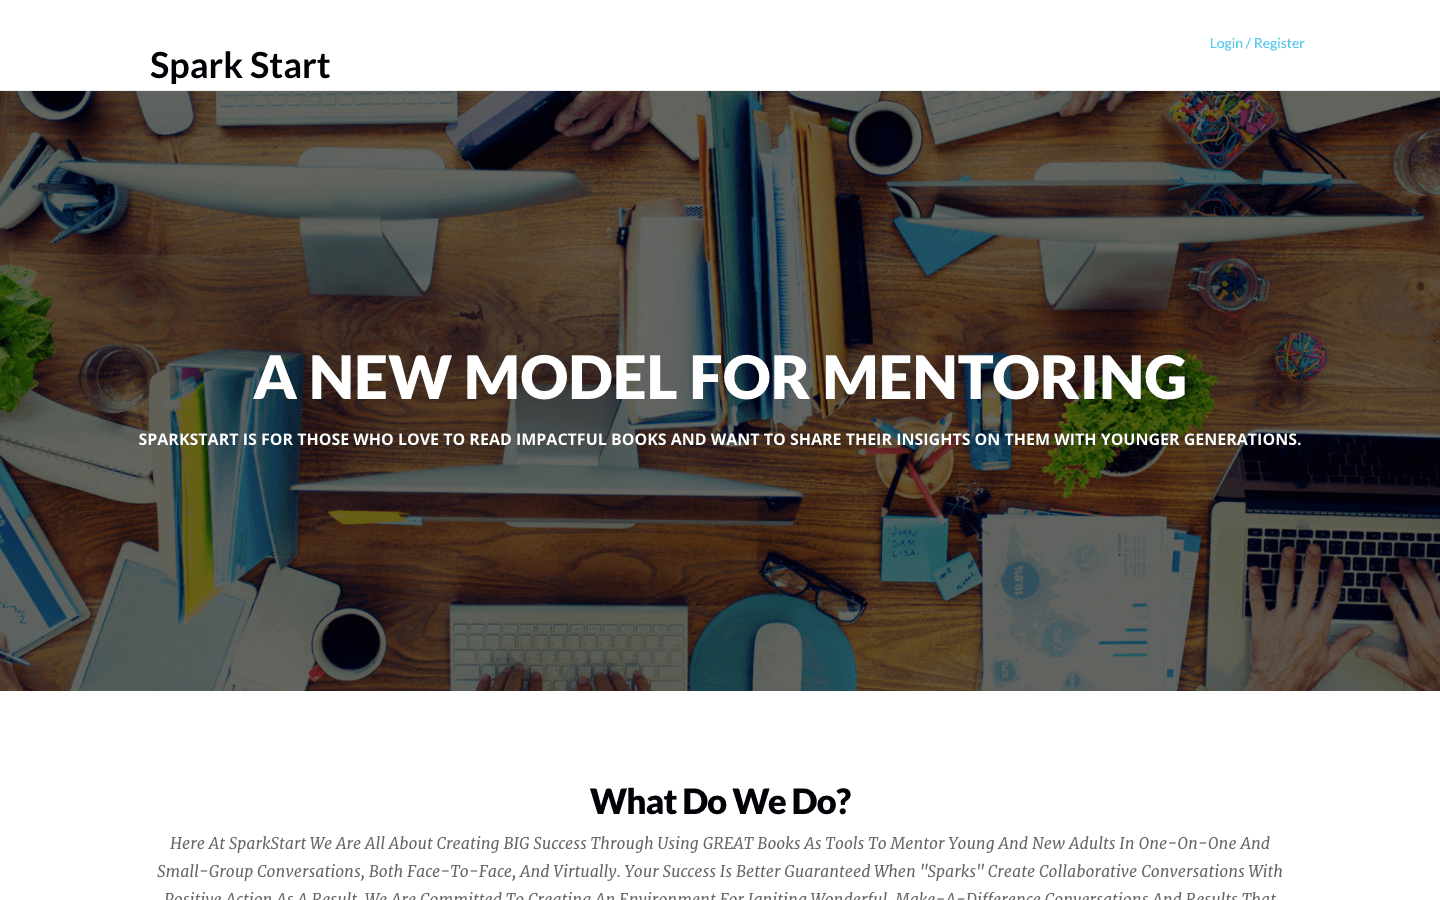 Spark Start
Login / Register
A NEW MODEL FOR MENTORING
SPARKSTART IS FOR THOSE WHO LOVE TO READ IMPACTFUL BOOKS AND WANT TO SHARE THEIR INSIGHTS ON THEM WITH YOUNGER GENERATIONS.
JOHN
SAM
LISA
10.8%
What Do We Do?
Here At SparkStart We Are All About Creating BIG Success Through Using GREAT Books As Tools To Mentor Young And New Adults In One-On-One And
Small-Group Conversations, Both Face-To-Face, And Virtually. Your Success Is Better Guaranteed When "Sparks" Create Collaborative Conversations With
Positive Action As A Result. We Are Committed To Creating An Environment For Igniting Wonderful, Make-A-Difference Conversations And Results That